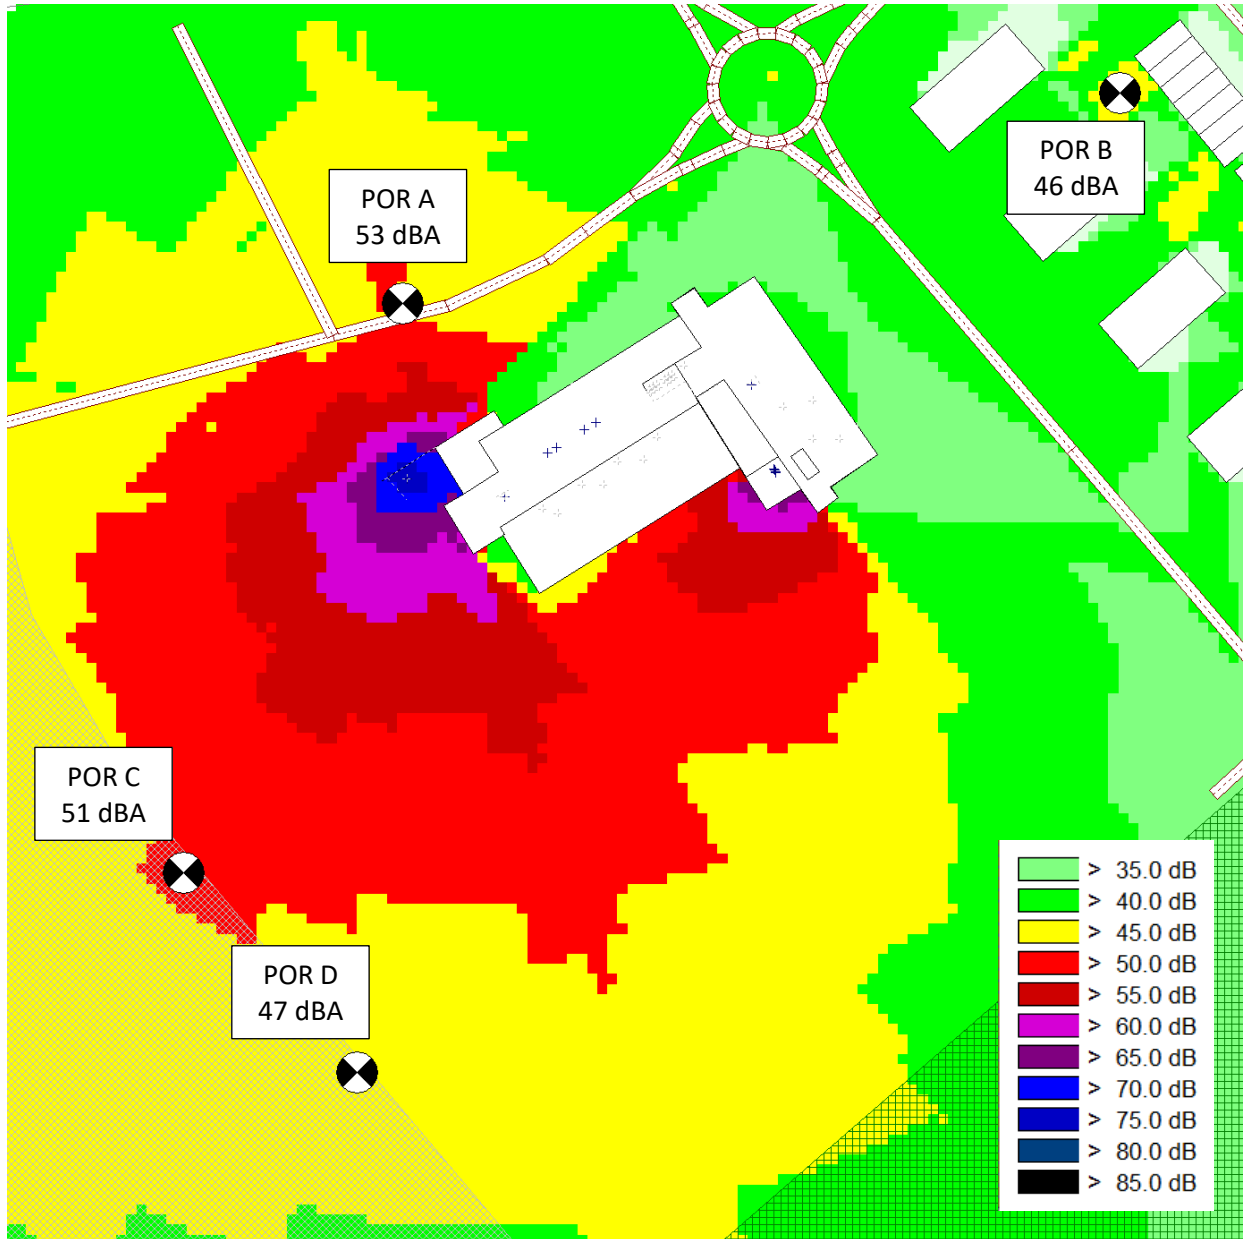 POR A
53 dBA
POR B
46 dBA
POR C
51 dBA
POR D
47 dBA
> 35.0 dB
> 40.0 dB
> 45.0 dB
> 50.0 dB
> 55.0 dB
> 60.0 dB
> 65.0 dB
> 70.0 dB
> 75.0 dB
> 80.0 dB
> 85.0 dB